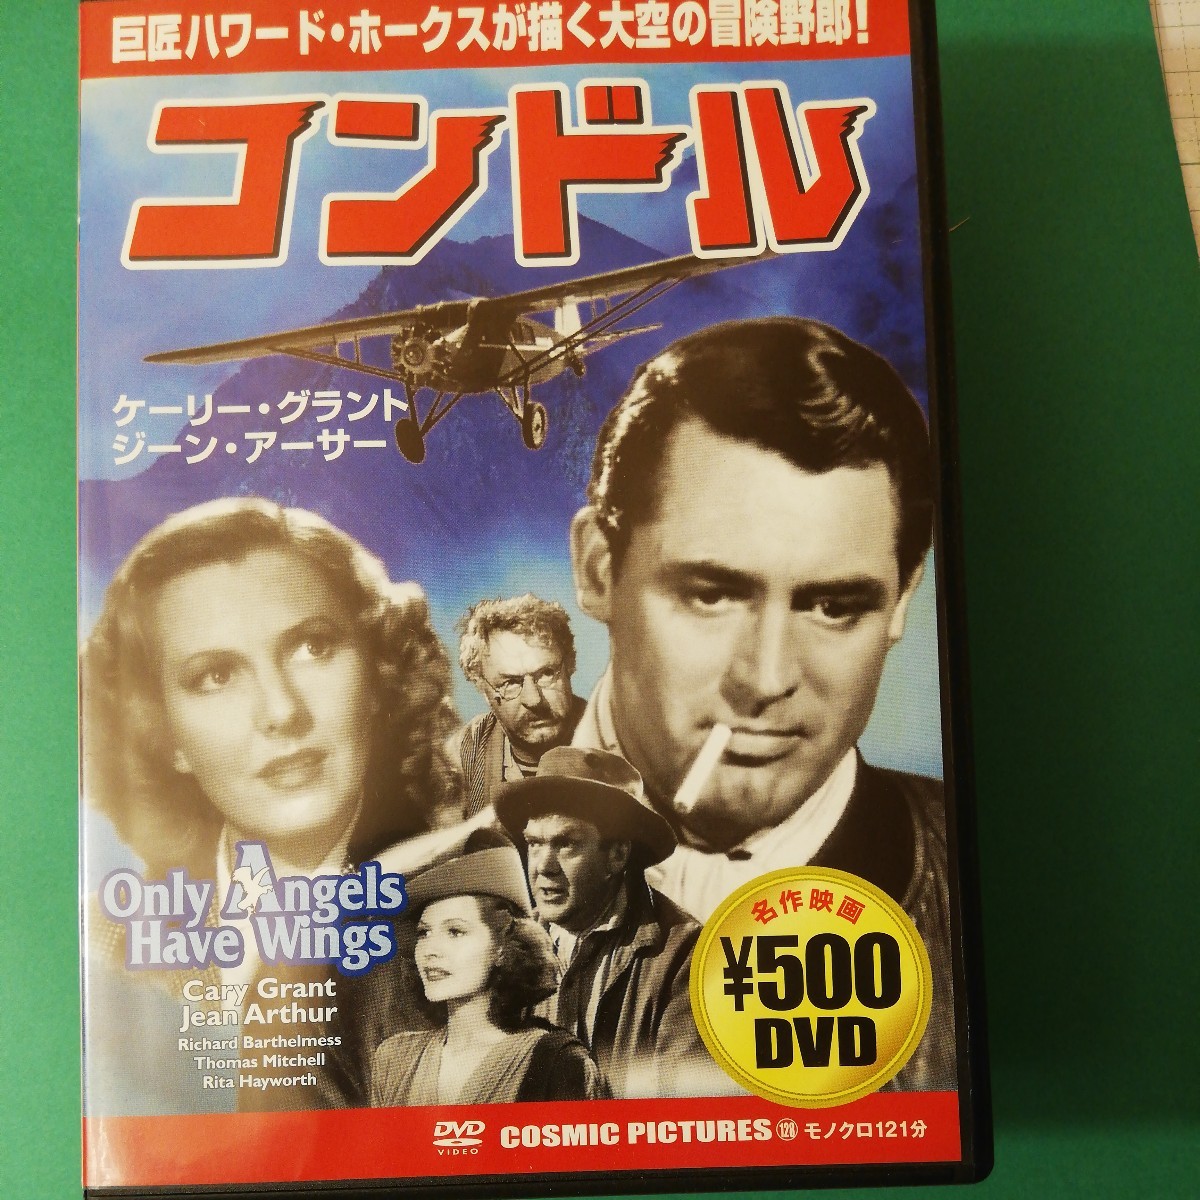 巨匠ハワード・ホークスが描く大空の冒険野郎!
コンドル
ケーリー・グラント
ジーン・アーサー
Only Angels
Have Wings
Cary Grant
Jean Arthur
Richard Barthelmess
Thomas Mitchell
Rita Hayworth
名作映画
¥500
DVD
DVD
VIDEO
COSMIC PICTURES 128 モノクロ121分